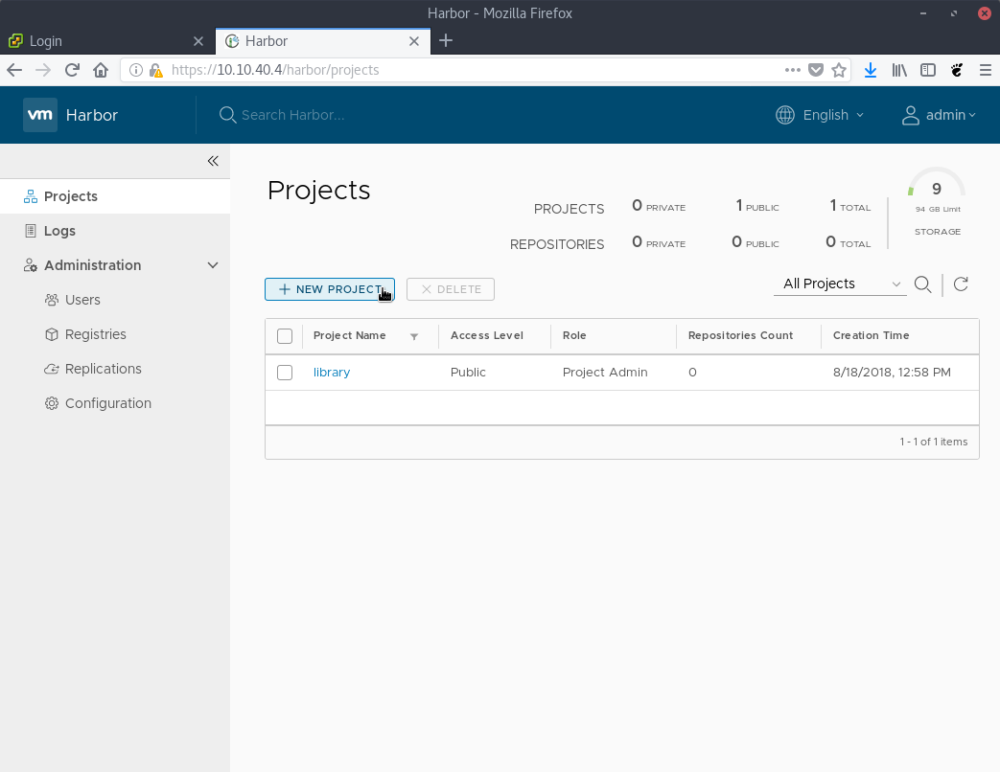 Harbor - Mozilla Firefox
Login
Harbor
https://10.10.40.4/harbor/projects
vm Harbor
Search Harbor...
English
admin
Projects
Logs
Administration
Users
Registries
Replications
Configuration
Projects
PROJECTS 0 PRIVATE 1 PUBLIC 1 TOTAL
REPOSITORIES 0 PRIVATE 0 PUBLIC 0 TOTAL
9
94 GB Limit
STORAGE
NEW PROJECT
DELETE
All Projects
Project Name Access Level Role Repositories Count Creation Time
library Public Project Admin 0 8/18/2018, 12:58 PM
1 - 1 of 1 items